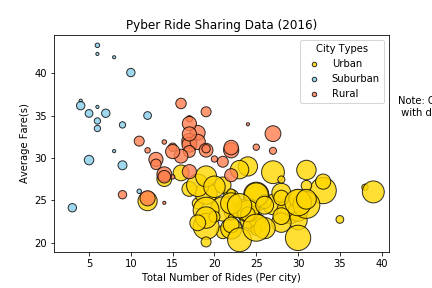 Pyber Ride Sharing Data (2016)
City Types
Urban
Suburban
Rural
Note:
with d
Average Fare(s)
40
35
30
25
20
5
10
15
20
25
30
35
40
Total Number of Rides (Per city)